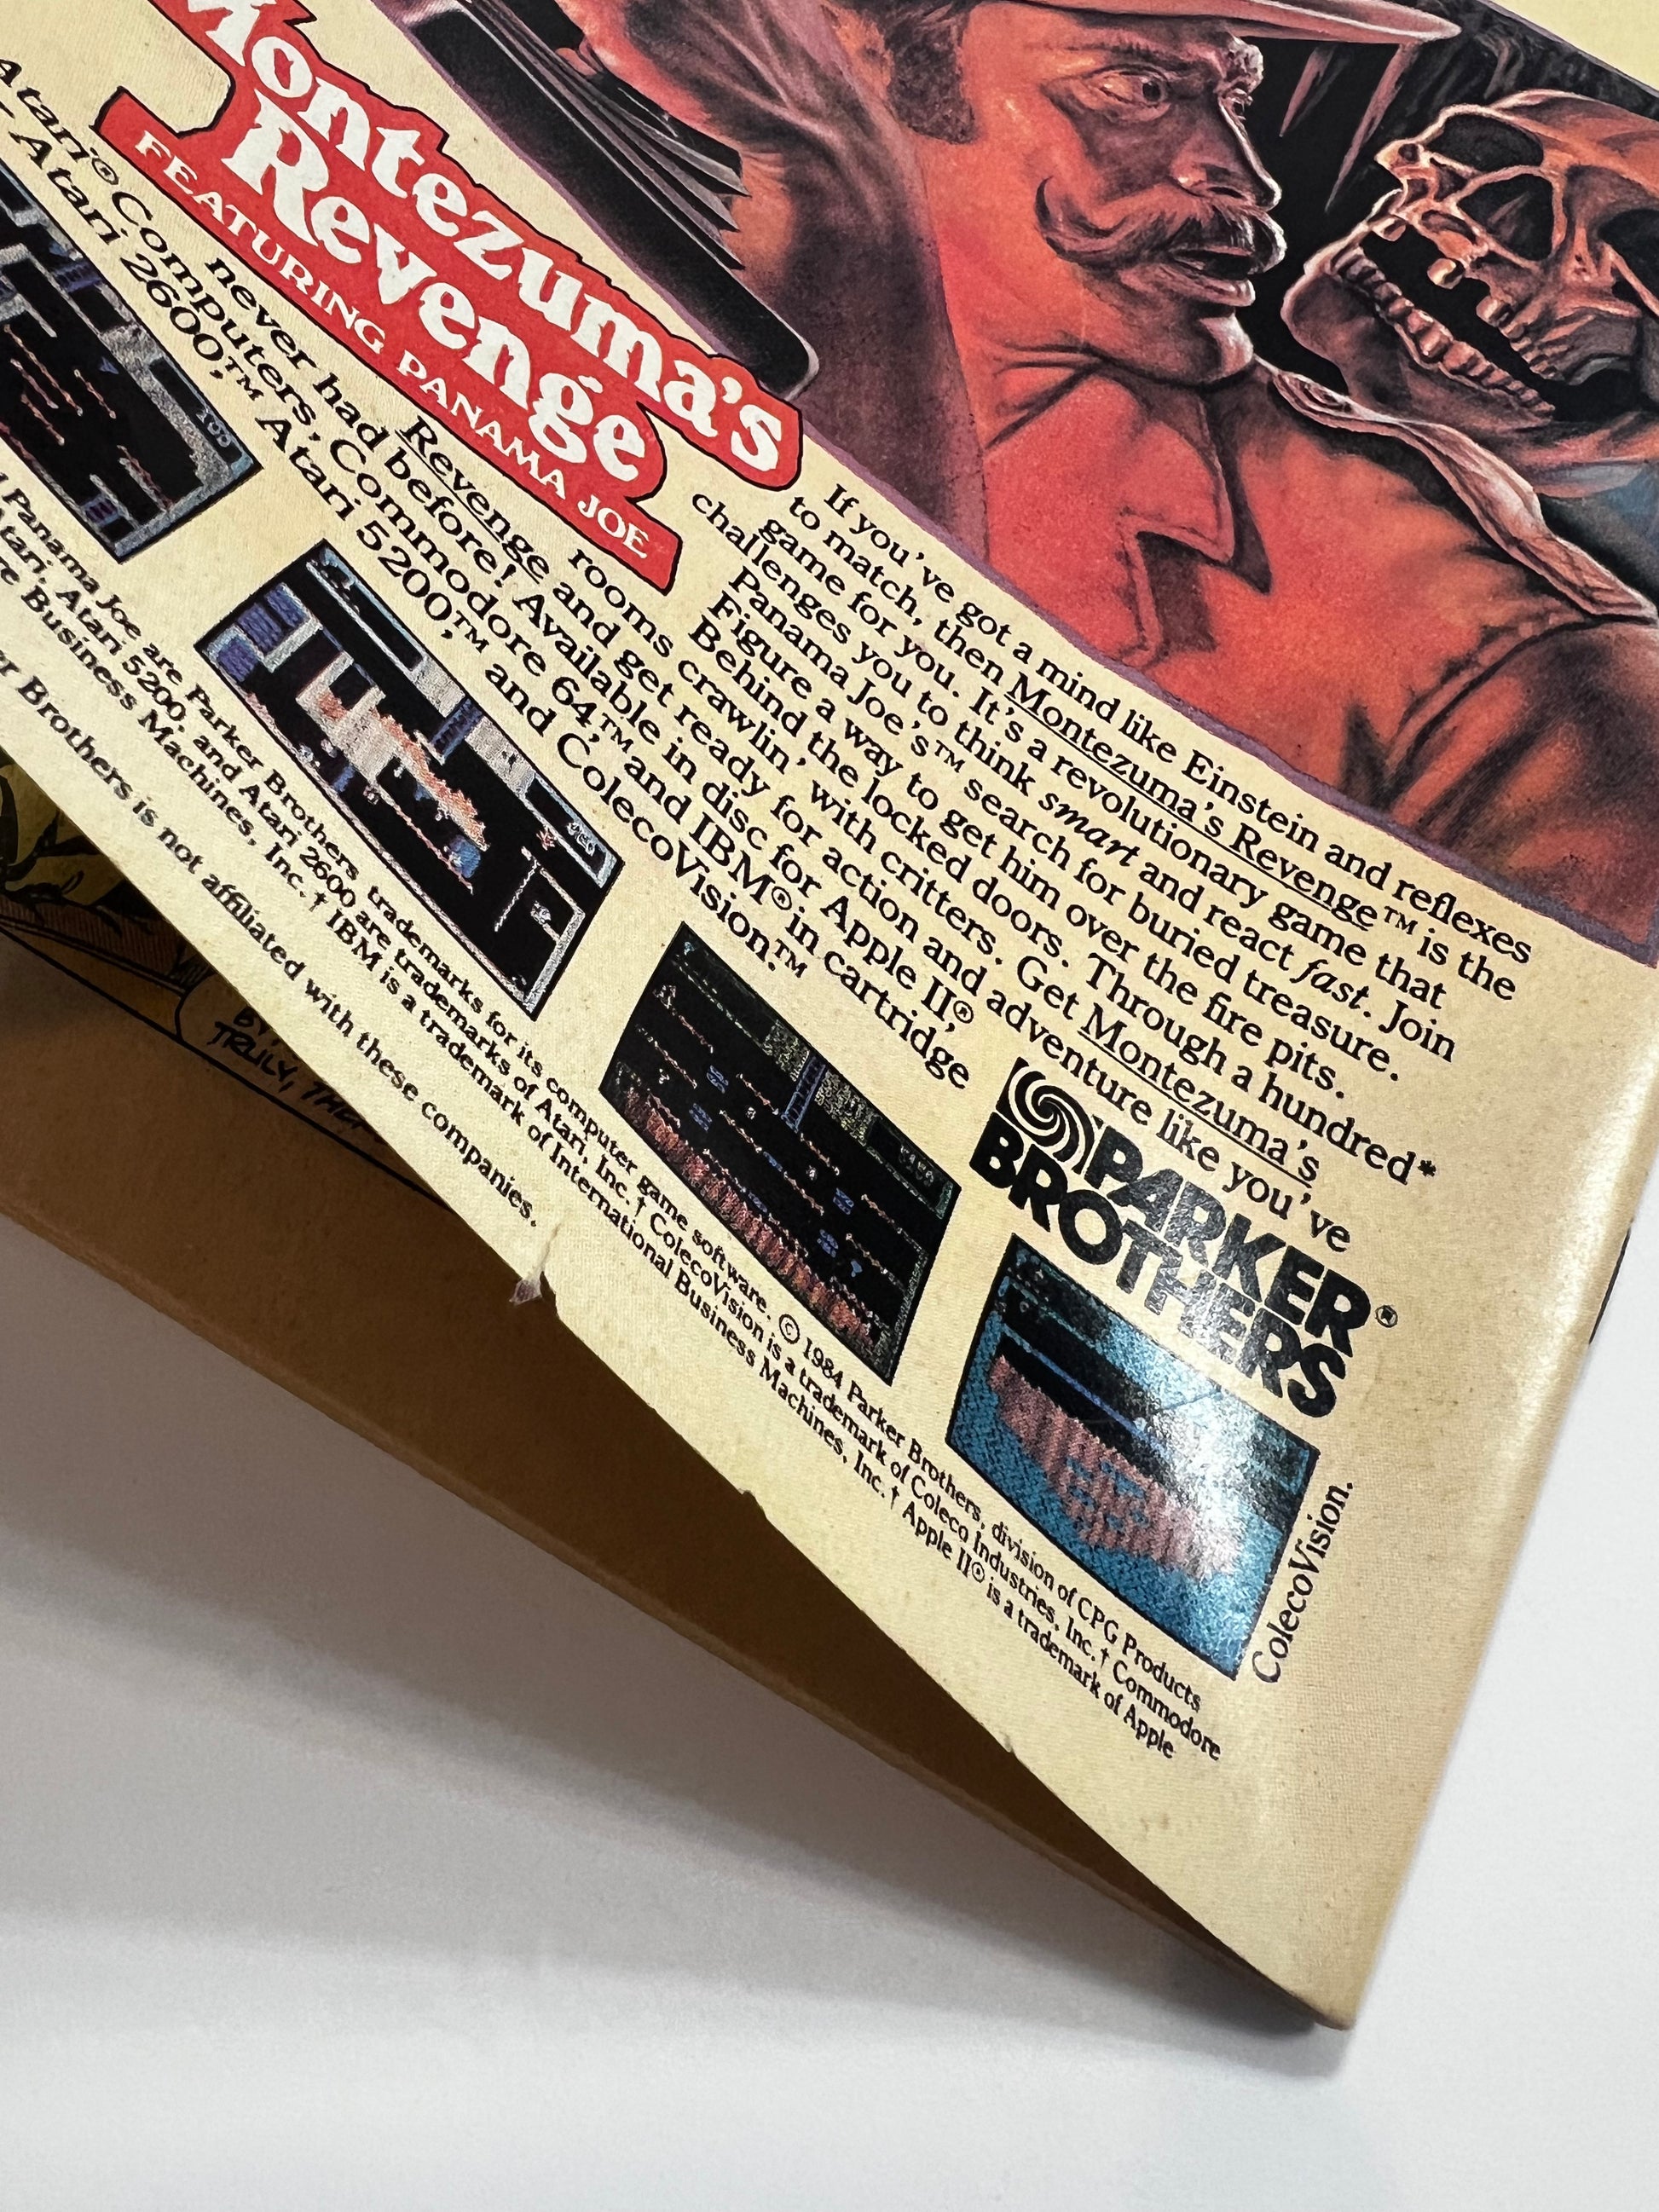 Montezuma's
Revenge
FEATURING PANAMA JOE
If you've got a mind like Einstein and reflexes
to match, then Montezuma's Revenge™ is the
game for you. It's a revolutionary game that
challenges you to think smart and react fast. Join
Panama Joe's™ search for buried treasure.
Figure a way to get him over the fire pits.
Behind the locked doors. Through a hundred*
rooms crawlin' with critters. Get Montezuma's
Revenge and get ready for action and adventure like you've
never had before! Available in disc for Apple II,®
Atari® Computers, Commodore 64,™ and IBM® in cartridge
Atari 2600,™ Atari 5200,™ and ColecoVision.™
PARKER
BROTHERS®
100
ColecoVision.
Panama Joe are Parker Brothers trademarks for its computer game software. © 1984 Parker Brothers, division of CPG Products
Atari, Atari 5200, and Atari 2600 are trademarks of Atari, Inc. † ColecoVision is a trademark of Coleco Industries, Inc. † Commodore
re Business Machines, Inc. † IBM is a trademark of International Business Machines, Inc. † Apple II® is a trademark of Apple
er Brothers is not affiliated with these companies.
TRULY,